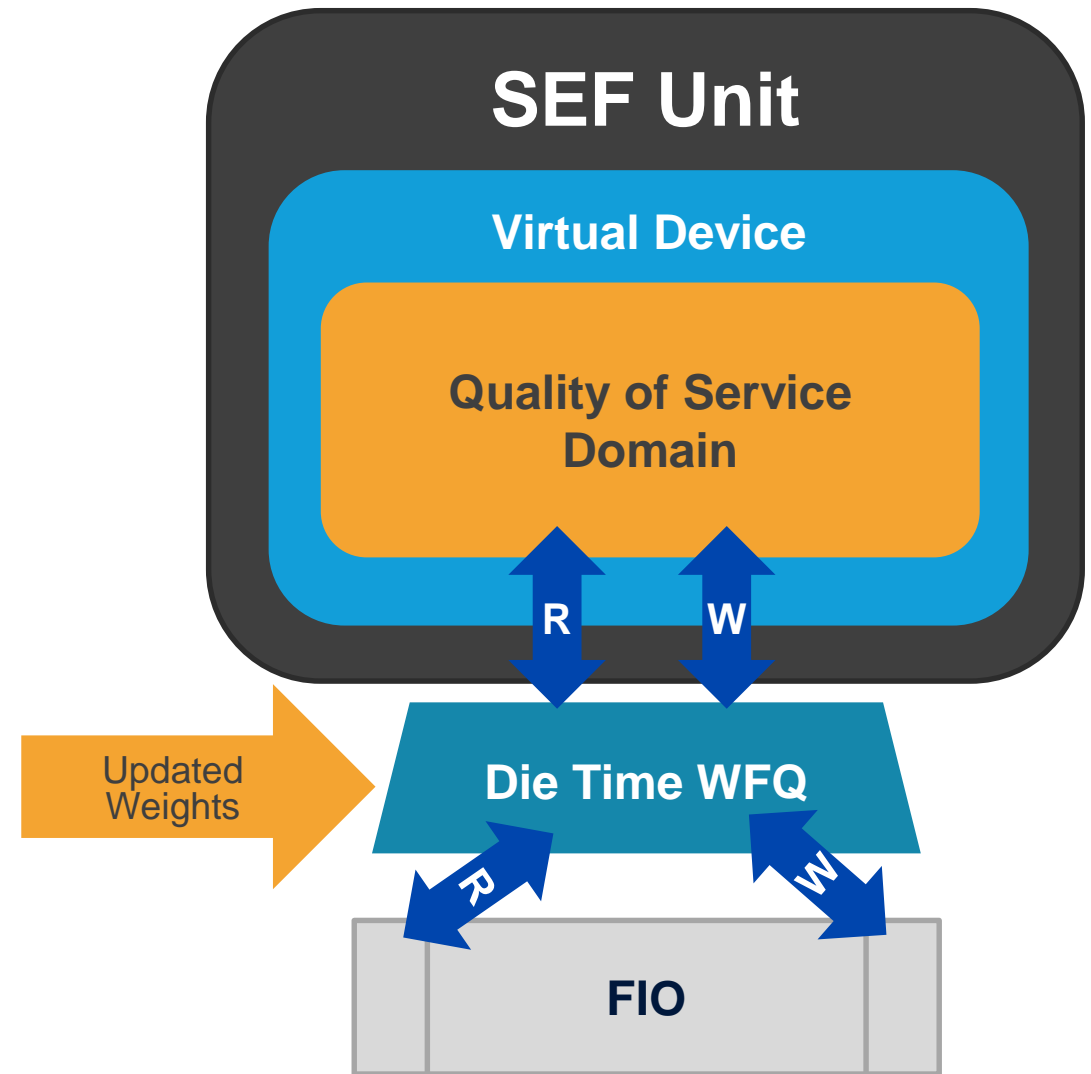 SEF Unit
Virtual Device
Quality of Service
Domain
R
W
Updated
Weights
Die Time WFQ
R
W
FIO